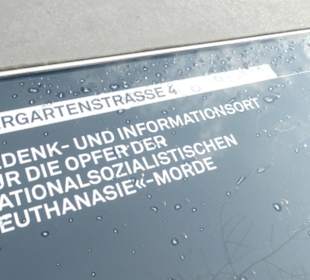 RGARTENSTRASSE 4
DENK- UND INFORMATIONSORT
ÜR DIE OPFER DER
ATIONALSOZIALISTISCHEN
EUTHANASIE«-MORDE